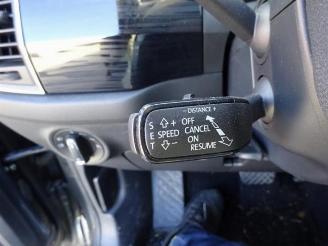 - DISTANCE +
S + OFF
E SPEED CANCEL
ON
T - RESUME